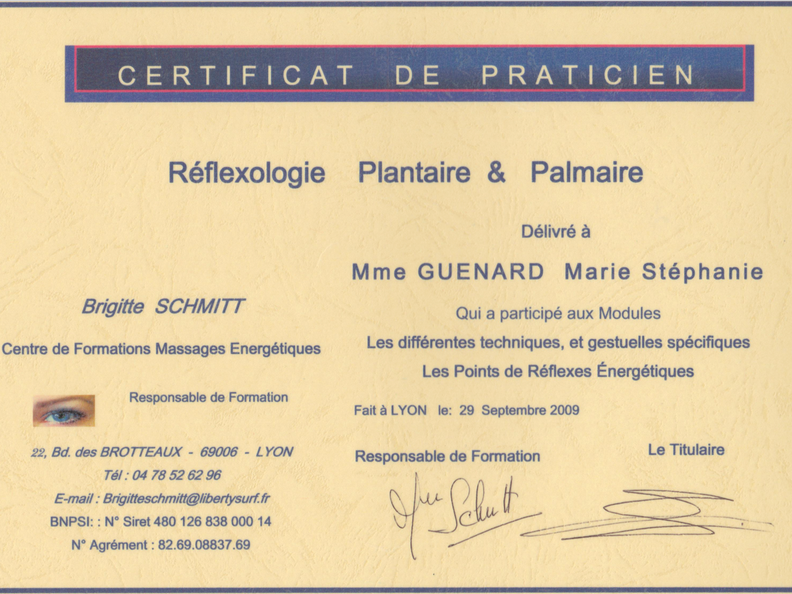 CERTIFICAT DE PRATICIEN
Réflexologie Plantaire & Palmaire
Délivré à
Mme GUENARD Marie Stéphanie
Qui a participé aux Modules
Les différentes techniques, et gestuelles spécifiques
Les Points de Réflexes Énergétiques
Fait à LYON le: 29 Septembre 2009
Responsable de Formation
Le Titulaire
Mme Schmitt
Brigitte SCHMITT
Centre de Formations Massages Energétiques
Responsable de Formation
22, Bd. des BROTTEAUX - 69006 - LYON
Tél : 04 78 52 62 96
E-mail : Brigitteschmitt@libertysurf.fr
BNPSI: : N° Siret 480 126 838 000 14
N° Agrément : 82.69.08837.69